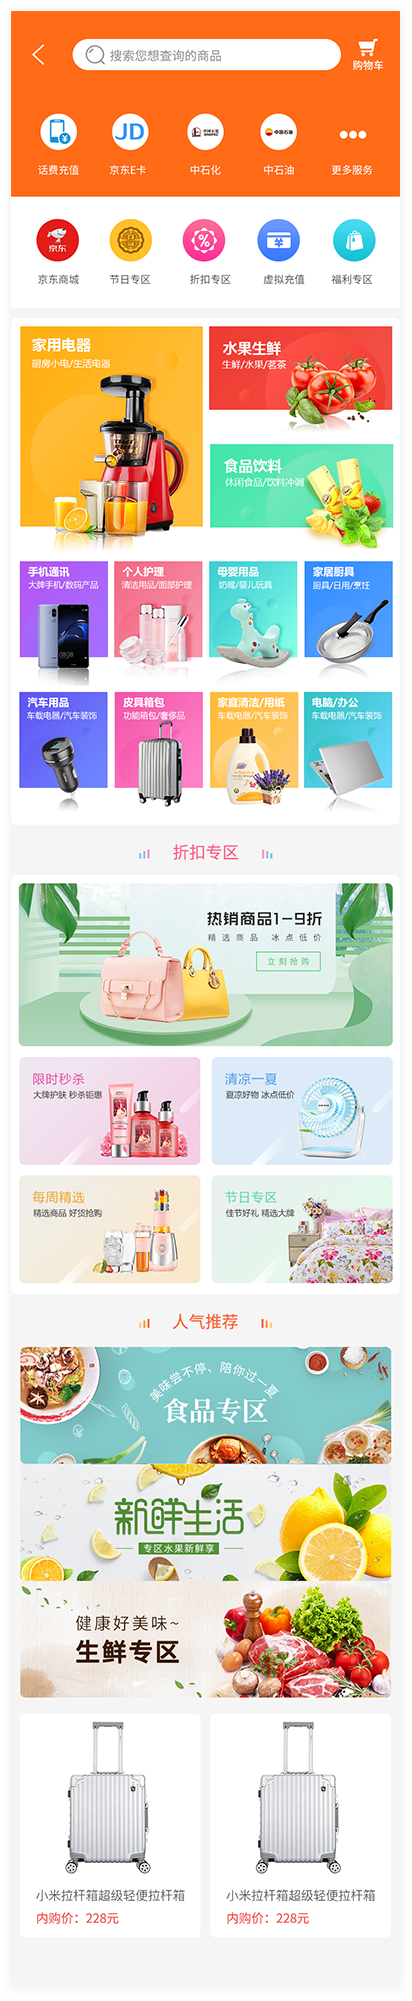 搜索您想查询的商品
购物车
JD
中国石化
SINOPEC
中国石油
话费充值
京东E卡
中石化
中石油
更多服务
京东
京东商城
节日专区
折扣专区
虚拟充值
福利专区
家用电器
厨房小电/生活电器
水果生鲜
生鲜/水果/茗茶
食品饮料
休闲食品/饮料冲调
手机通讯
大牌手机/数码产品
个人护理
清洁用品/面部护理
母婴用品
奶嘴/婴儿玩具
家居厨具
厨具/日用/烹饪
汽车用品
车载电器/汽车装饰
皮具箱包
功能箱包/奢侈品
家庭清洁/用纸
车载电器/汽车装饰
电脑/办公
车载电器/汽车装饰
折扣专区
热销商品1-9折
精选商品 冰点低价
立刻抢购
限时秒杀
大牌护肤 秒杀钜惠
清凉一夏
夏凉好物 冰点低价
每周精选
精选商品 好货抢购
节日专区
佳节好礼 精选大牌
人气推荐
美味尝不停、陪你过一夏
食品专区
新鲜生活
专区水果新鲜享
健康好美味~
生鲜专区
小米拉杆箱超级轻便拉杆箱
内购价：228元
小米拉杆箱超级轻便拉杆箱
内购价：228元